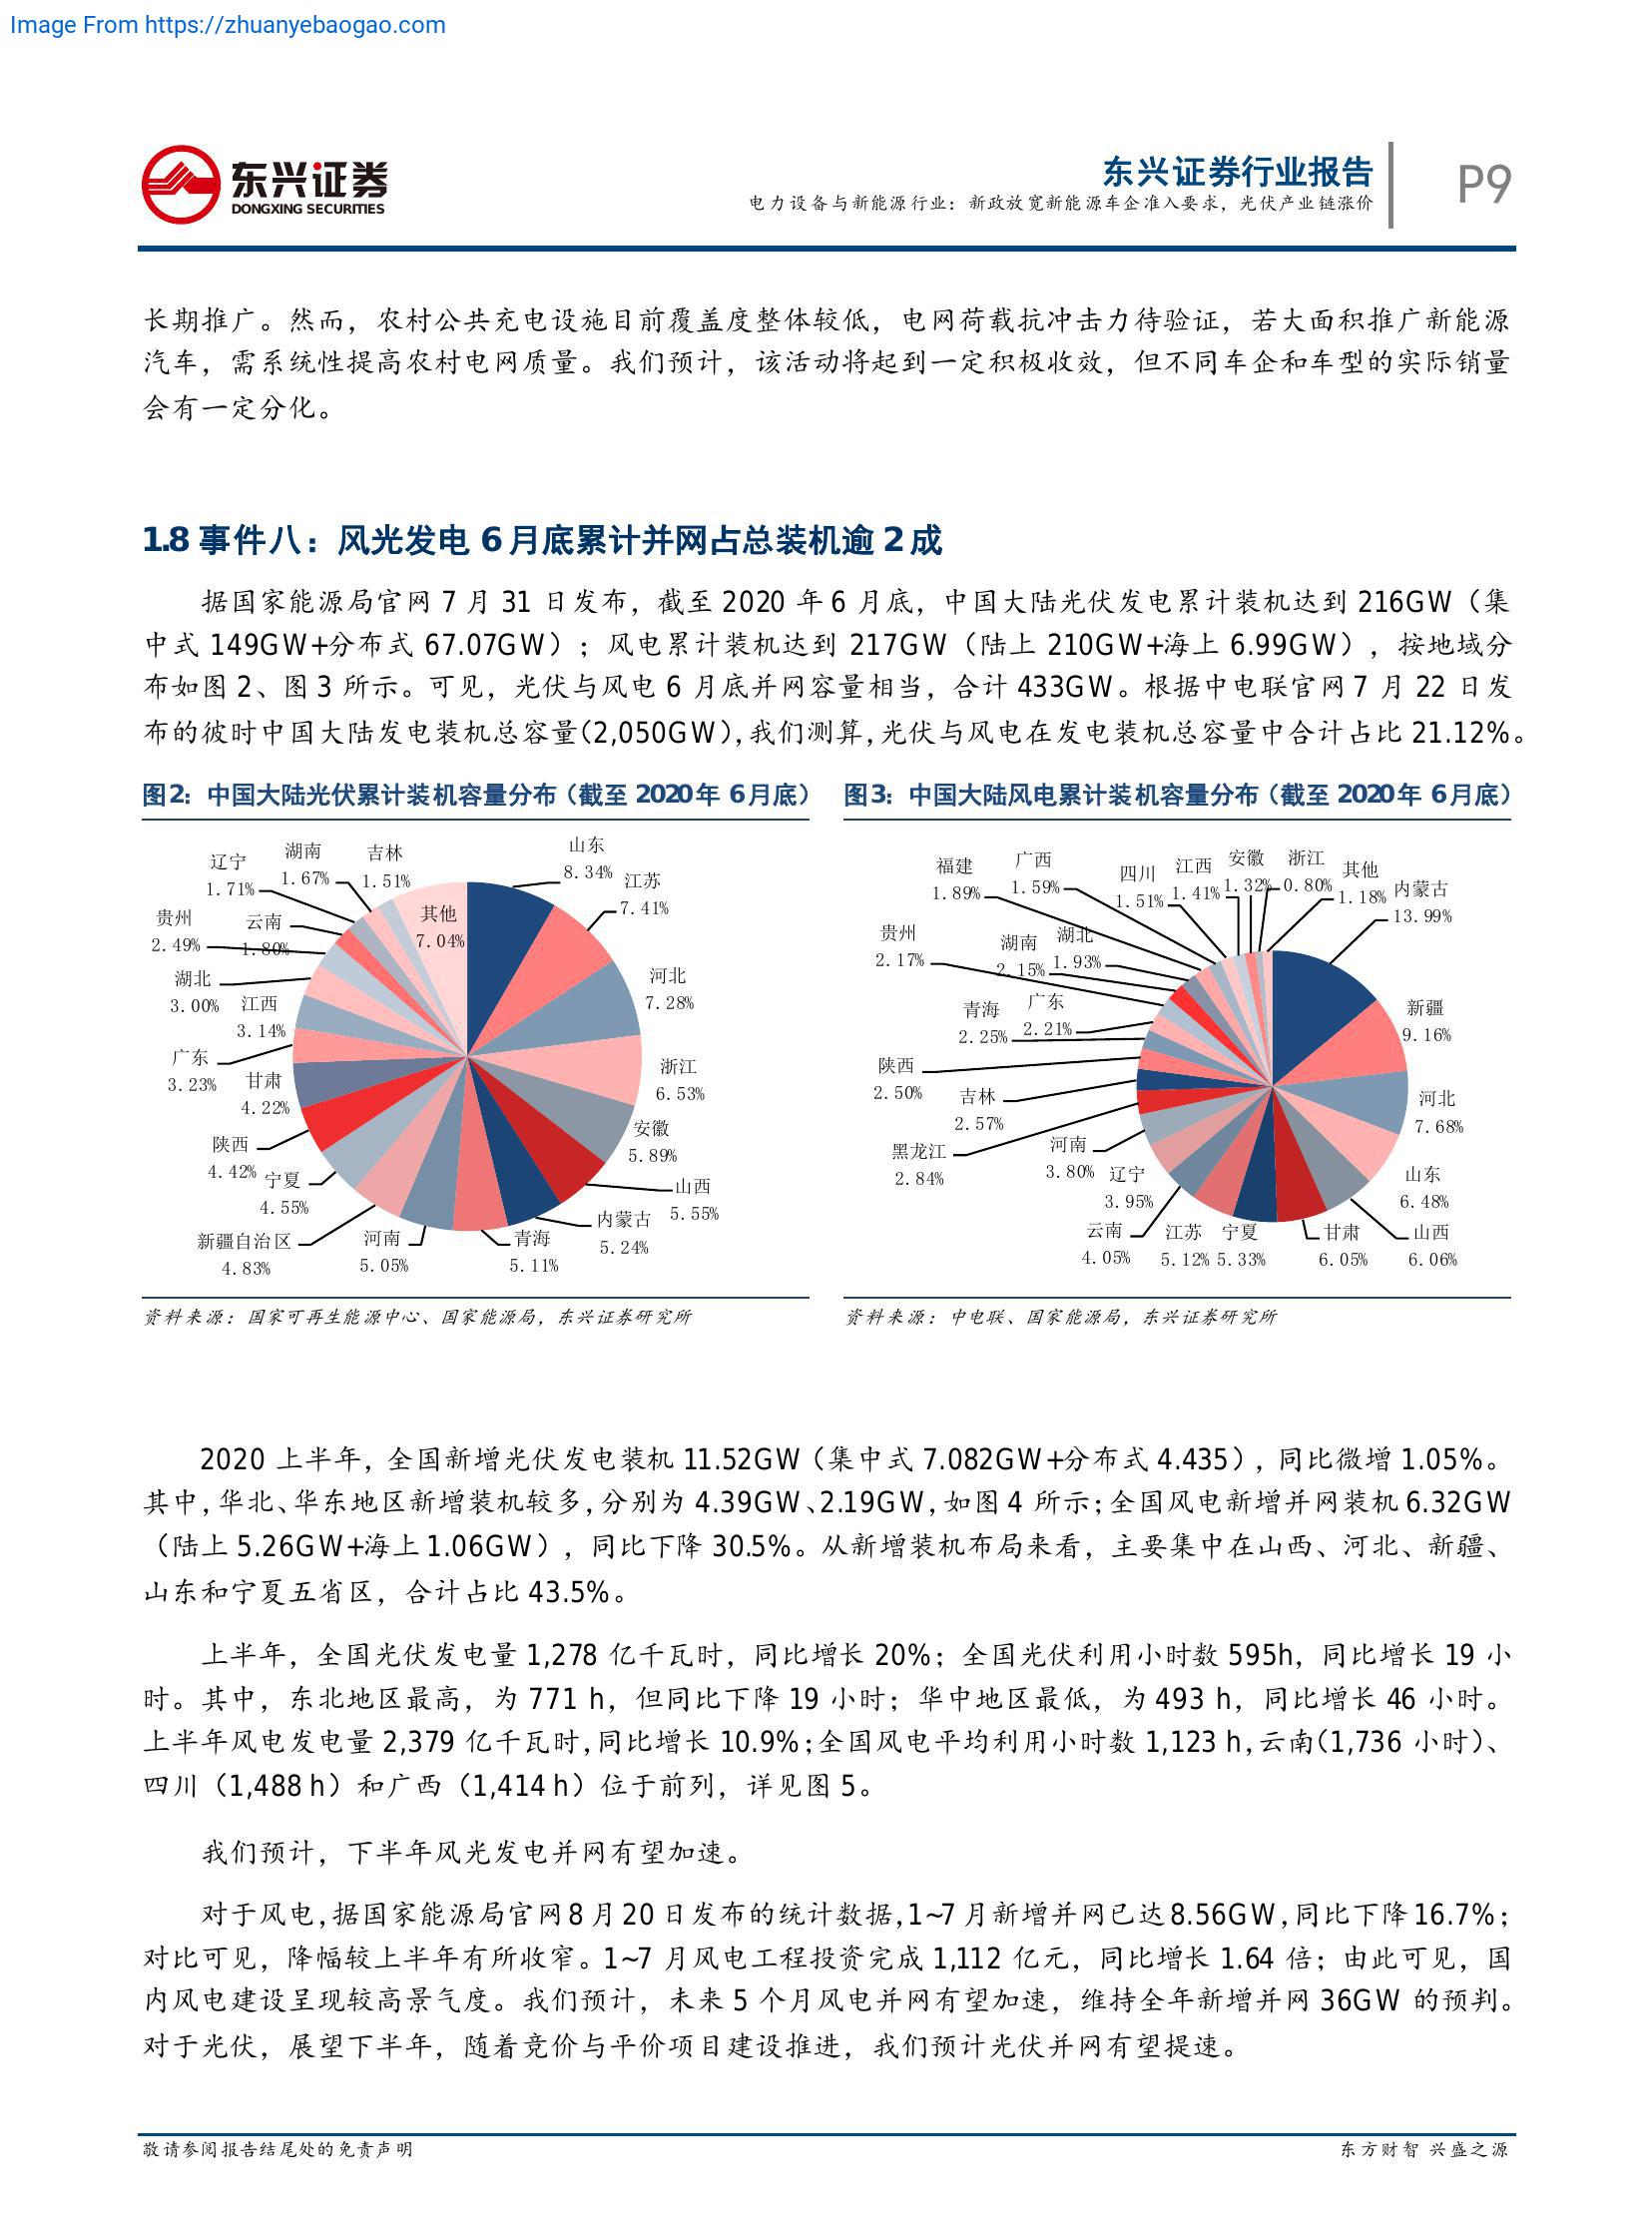 Image From https://zhuanyebaogao.com
东兴证券
DONGXING SECURITIES
东兴证券行业报告
电力设备与新能源行业：新政放宽新能源车企准入要求，光伏产业链涨价
P9
长期推广。然而，农村公共充电设施目前覆盖度整体较低，电网荷载抗冲击力待验证，若大面积推广新能源
汽车，需系统性提高农村电网质量。我们预计，该活动将起到一定积极收效，但不同车企和车型的实际销量
会有一定分化。
1.8 事件八：风光发电 6 月底累计并网占总装机逾 2 成
据国家能源局官网 7 月 31 日发布，截至 2020 年 6 月底，中国大陆光伏发电累计装机达到 216GW（集
中式 149GW+分布式 67.07GW）；风电累计装机达到 217GW（陆上 210GW+海上 6.99GW），按地域分
布如图 2、图 3 所示。可见，光伏与风电 6 月底并网容量相当，合计 433GW。根据中电联官网 7 月 22 日发
布的彼时中国大陆发电装机总容量（2,050GW），我们测算，光伏与风电在发电装机总容量中合计占比 21.12%。
图2：中国大陆光伏累计装机容量分布（截至 2020 年 6 月底）
山东
8.34%
江苏
7.41%
河北
7.28%
浙江
6.53%
安徽
5.89%
山西
5.55%
内蒙古
5.24%
青海
5.11%
河南
5.05%
新疆自治区
4.83%
宁夏
4.55%
陕西
4.42%
甘肃
4.22%
广东
3.23%
江西
3.14%
湖北
3.00%
贵州
2.49%
云南
1.80%
辽宁
1.71%
湖南
1.67%
吉林
1.51%
其他
7.04%
资料来源：国家可再生能源中心、国家能源局，东兴证券研究所
图3：中国大陆风电累计装机容量分布（截至 2020 年 6 月底）
内蒙古
13.99%
新疆
9.16%
河北
7.68%
山东
6.48%
山西
6.06%
甘肃
6.05%
宁夏
5.33%
江苏
5.12%
云南
4.05%
辽宁
3.95%
河南
3.80%
黑龙江
2.84%
吉林
2.57%
陕西
2.50%
青海
2.25%
广东
2.21%
贵州
2.17%
湖南
2.15%
湖北
1.93%
福建
1.89%
广西
1.59%
四川
1.51%
江西
1.41%
安徽
1.32%
浙江
0.80%
其他
1.18%
资料来源：中电联、国家能源局，东兴证券研究所
2020 上半年，全国新增光伏发电装机 11.52GW（集中式 7.082GW+分布式 4.435），同比微增 1.05%。
其中，华北、华东地区新增装机较多，分别为 4.39GW、2.19GW，如图 4 所示；全国风电新增并网装机 6.32GW
（陆上 5.26GW+海上 1.06GW），同比下降 30.5%。从新增装机布局来看，主要集中在山西、河北、新疆、
山东和宁夏五省区，合计占比 43.5%。
上半年，全国光伏发电量 1,278 亿千瓦时，同比增长 20%；全国光伏利用小时数 595h，同比增长 19 小
时。其中，东北地区最高，为 771 h，但同比下降 19 小时；华中地区最低，为 493 h，同比增长 46 小时。
上半年风电发电量 2,379 亿千瓦时，同比增长 10.9%；全国风电平均利用小时数 1,123 h，云南（1,736 小时）、
四川（1,488 h）和广西（1,414 h）位于前列，详见图 5。
我们预计，下半年风光发电并网有望加速。
对于风电，据国家能源局官网 8 月 20 日发布的统计数据，1~7 月新增并网已达 8.56GW，同比下降 16.7%；
对比可见，降幅较上半年有所收窄。1~7 月风电工程投资完成 1,112 亿元，同比增长 1.64 倍；由此可见，国
内风电建设呈现较高景气度。我们预计，未来 5 个月风电并网有望加速，维持全年新增并网 36GW 的预判。
对于光伏，展望下半年，随着竞价与平价项目建设推进，我们预计光伏并网有望提速。
敬请参阅报告结尾处的免责声明
东方财智 兴盛之源